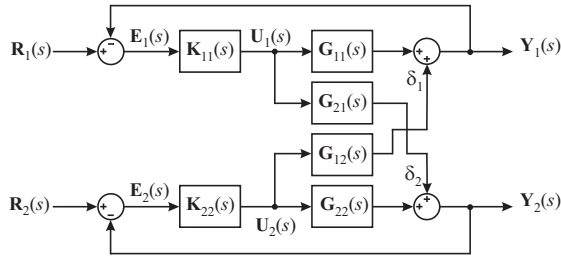 R₁(s) + − E₁(s) K₁₁(s) U₁(s) G₁₁(s) + + Y₁(s)
δ₁
G₂₁(s)
G₁₂(s)
δ₂
R₂(s) + − E₂(s) K₂₂(s) U₂(s) G₂₂(s) + + Y₂(s)